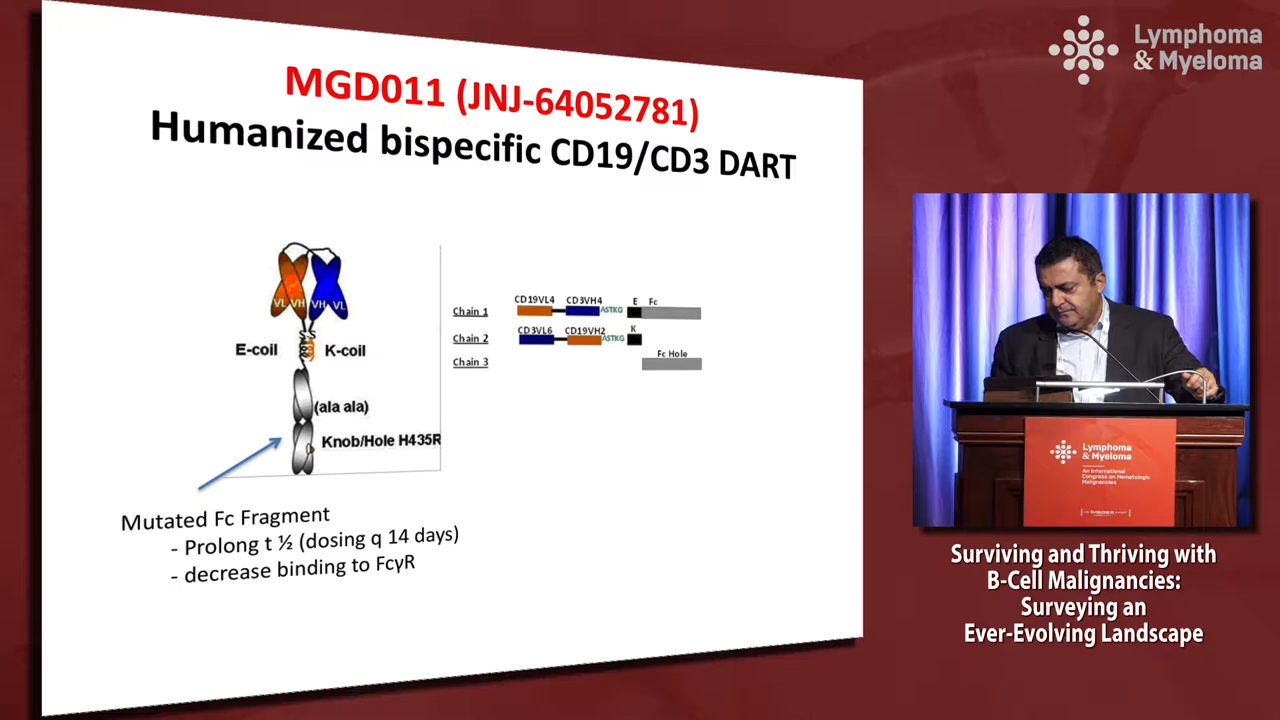 MGD011 (JNJ-64052781)
Humanized bispecific CD19/CD3 DART
VL VH VH VL
S S
E-coil K-coil
(ala ala)
Knob/Hole H435R
Chain 1 CD19VL4 CD3VH4 ASTKG E Fc
Chain 2 CD3VL6 CD19VH2 ASTKG K
Chain 3 Fc Hole
Mutated Fc Fragment
- Prolong t ½ (dosing q 14 days)
- decrease binding to FcγR
Lymphoma
& Myeloma
Lymphoma
& Myeloma
An International
Congress on Hematologic
Malignancies
Surviving and Thriving with
B-Cell Malignancies:
Surveying an
Ever-Evolving Landscape